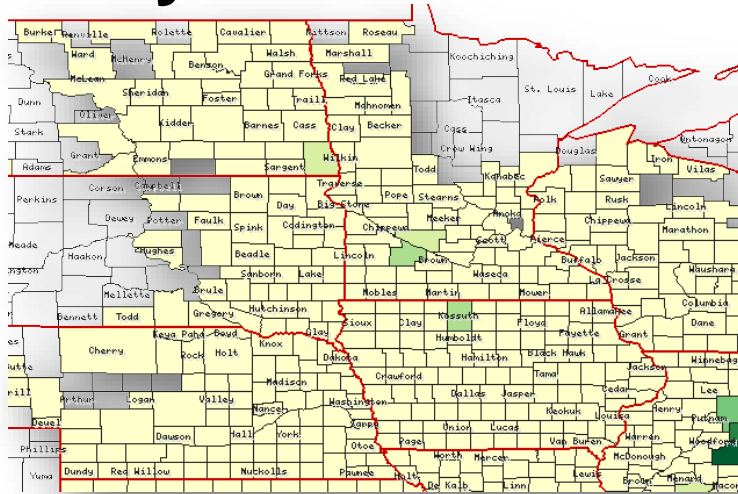 Burke Renville Rolette Cavalier Kittson Roseau
Ward McHenry Walsh Marshall Koochiching
McLean Benson Grand Forks Red Lake Cook
Sheridan Foster Traill Mahnomen Itasca St. Louis Lake
Dunn Oliver
Stark Kidder Barnes Cass Clay Becker Cass
Grant Emmons Wilkin Crow Wing Douglas Ontonagon
Adams Sargent Todd Kanabec Iron Vilas
Corson Campbell Traverse Sawyer
Perkins Brown Day Big Stone Pope Stearns Polk Rusk Lincoln
Dewey Potter Faulk Spink Codington Chippewa Meeker Anoka Chippewa Marathon
Meade Haakon Hughes Beadle Lincoln Brown Scott Pierce
Sanborn Lake Waseca Buffalo Jackson Waushara
Mellette Brule Nobles Martin Mower La Crosse
Bennett Todd Gregory Hutchinson Kossuth Allamakee Columbia
Clay Sioux Clay Floyd Fayette Grant Dane
Keya Paha Boyd Knox Humboldt
Cherry Rock Holt Dakota Hamilton Black Hawk Winnebag
Madison Crawford Tama Jackson
Arthur Logan Valley Washington Dallas Jasper Cedar Lee
Deuel Nance Keokuk Louisa Henry Putnam
Dawson Hall York Sarpy Union Lucas Warren Woodford
Phillips Otoe Page Van Buren McDonough
Yuma Dundy Red Willow Nuckolls Pawnee Holt Worth Mercer Lewis Menard
De Kalb Linn Brown Macon